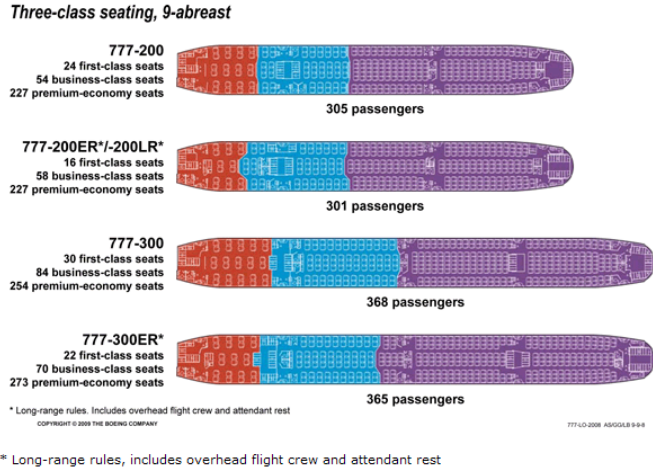 Three-class seating, 9-abreast
777-200
24 first-class seats
54 business-class seats
227 premium-economy seats
305 passengers
777-200ER*/-200LR*
16 first-class seats
58 business-class seats
227 premium-economy seats
301 passengers
777-300
30 first-class seats
84 business-class seats
254 premium-economy seats
368 passengers
777-300ER*
22 first-class seats
70 business-class seats
273 premium-economy seats
365 passengers
* Long-range rules. Includes overhead flight crew and attendant rest
COPYRIGHT © 2009 THE BOEING COMPANY
777-LO-2008 AS/GG/LB 9-9-8
* Long-range rules, includes overhead flight crew and attendant rest